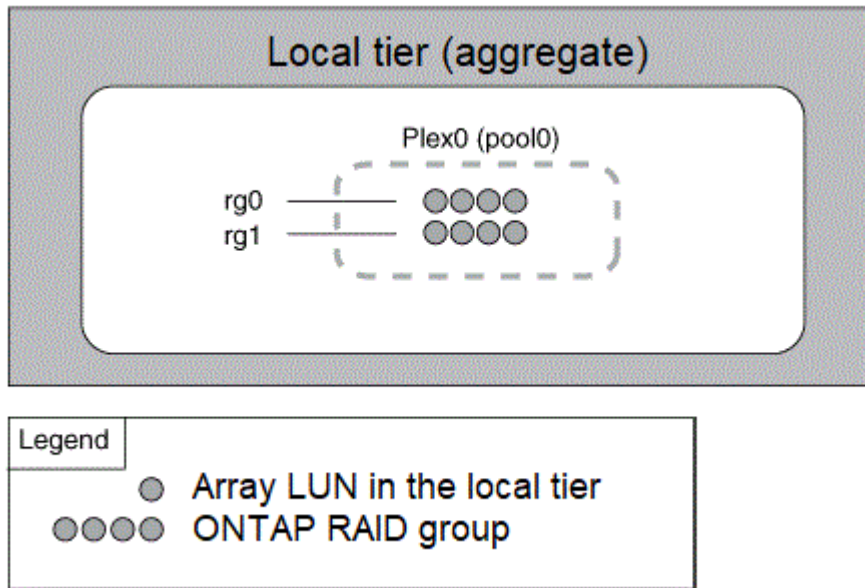 Local tier (aggregate)
Plex0 (pool0)
rg0
rg1
Legend
Array LUN in the local tier
ONTAP RAID group